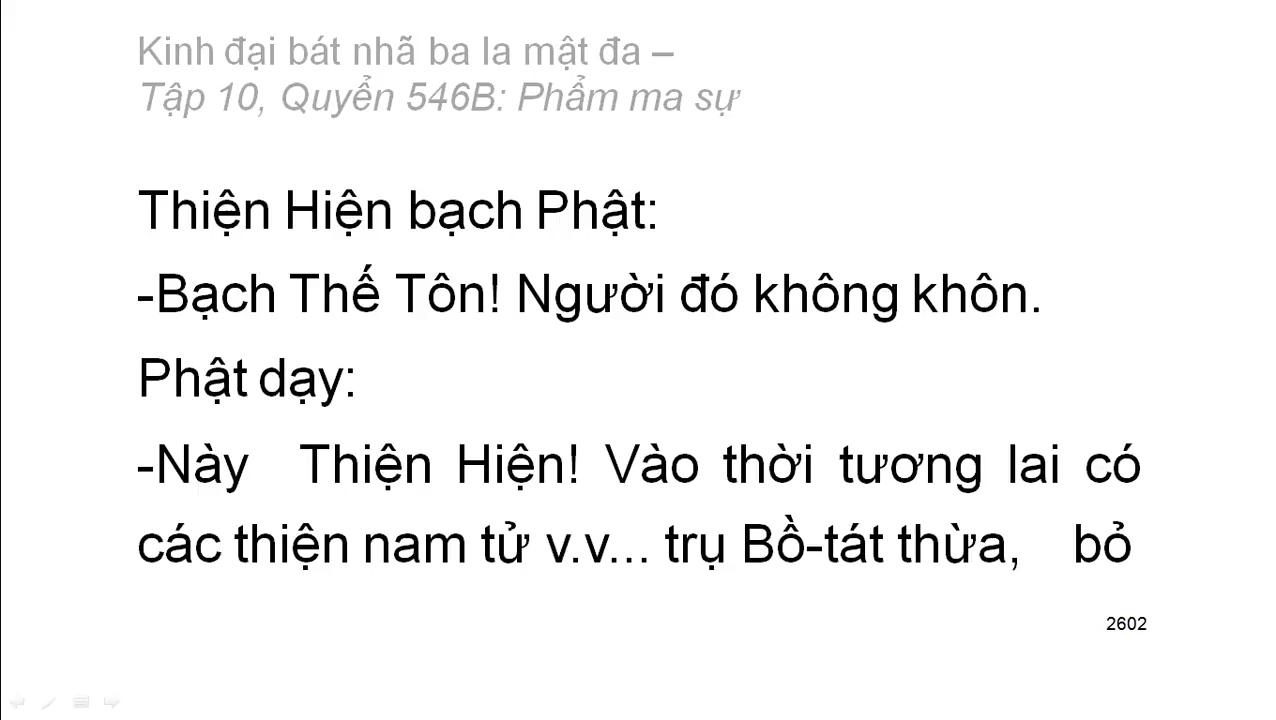 Kinh đại bát nhã ba la mật đa –
Tập 10, Quyển 546B: Phẩm ma sự
Thiện Hiện bạch Phật:
-Bạch Thế Tôn! Người đó không khôn.
Phật dạy:
-Này Thiện Hiện! Vào thời tương lai có
các thiện nam tử v.v... trụ Bồ-tát thừa, bỏ
2602